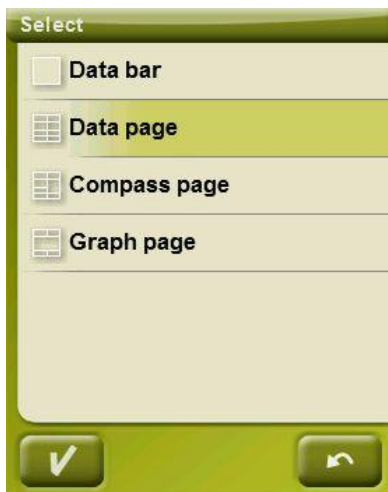 Select
Data bar
Data page
Compass page
Graph page